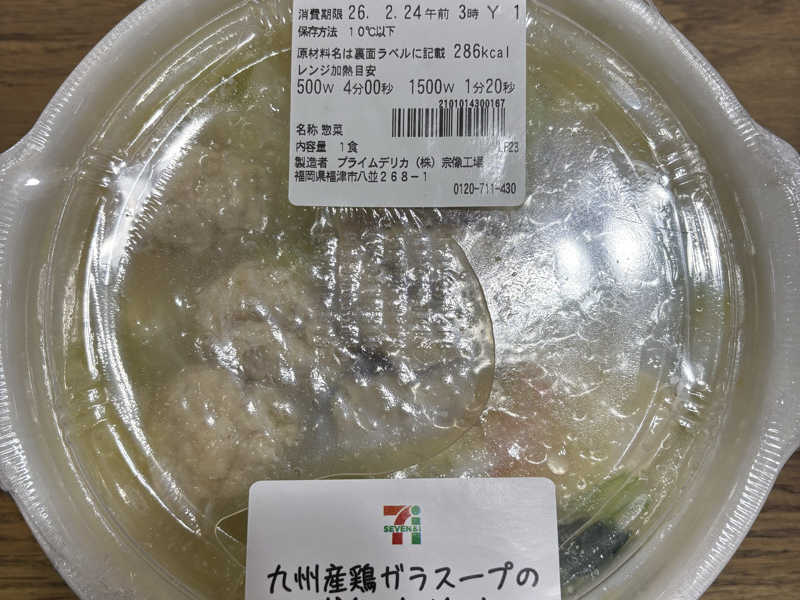 消費期限 26. 2.24午前 3時 Y 1
保存方法 10℃以下
原材料名は裏面ラベルに記載 286kcal
レンジ加熱目安
500W 4分00秒 1500W 1分20秒
2101014300167
名称 惣菜
内容量 1食 LF23
製造者 プライムデリカ(株)宗像工場
福岡県福津市八並268-1
0120-711-430
SEVEN&i
九州産鶏ガラスープの